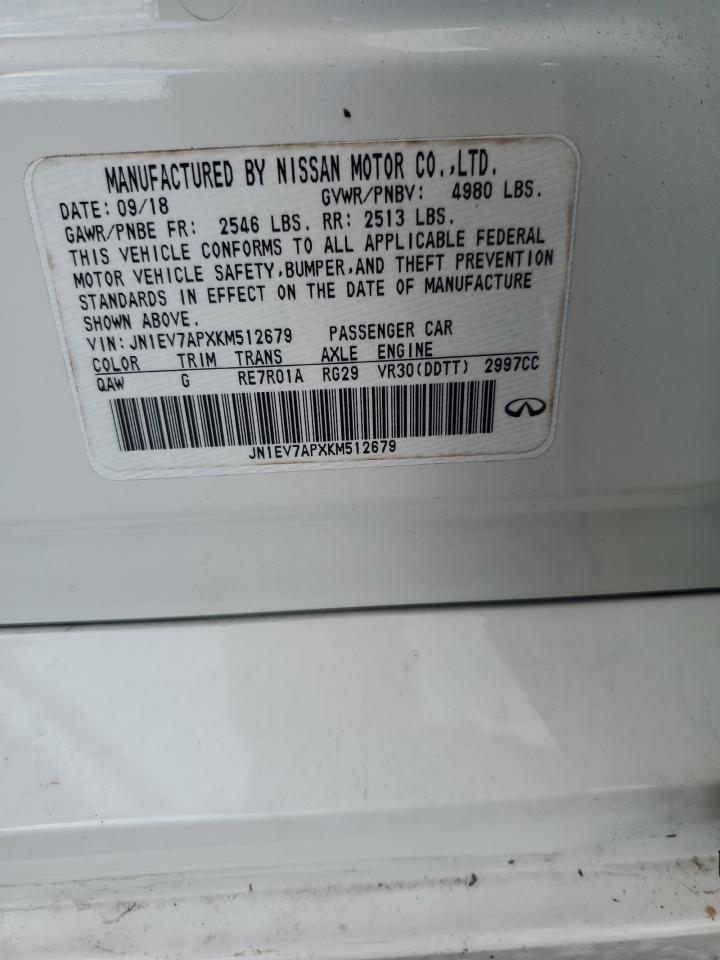 MANUFACTURED BY NISSAN MOTOR CO.,LTD.
DATE: 09/18 GVWR/PNBV: 4980 LBS.
GAWR/PNBE FR: 2546 LBS. RR: 2513 LBS.
THIS VEHICLE CONFORMS TO ALL APPLICABLE FEDERAL
MOTOR VEHICLE SAFETY,BUMPER,AND THEFT PREVENTION
STANDARDS IN EFFECT ON THE DATE OF MANUFACTURE
SHOWN ABOVE.
VIN: JN1EV7APXKM512679 PASSENGER CAR
COLOR TRIM TRANS AXLE ENGINE
QAW G RE7R01A RG29 VR30(DDTT) 2997CC
JN1EV7APXKM512679